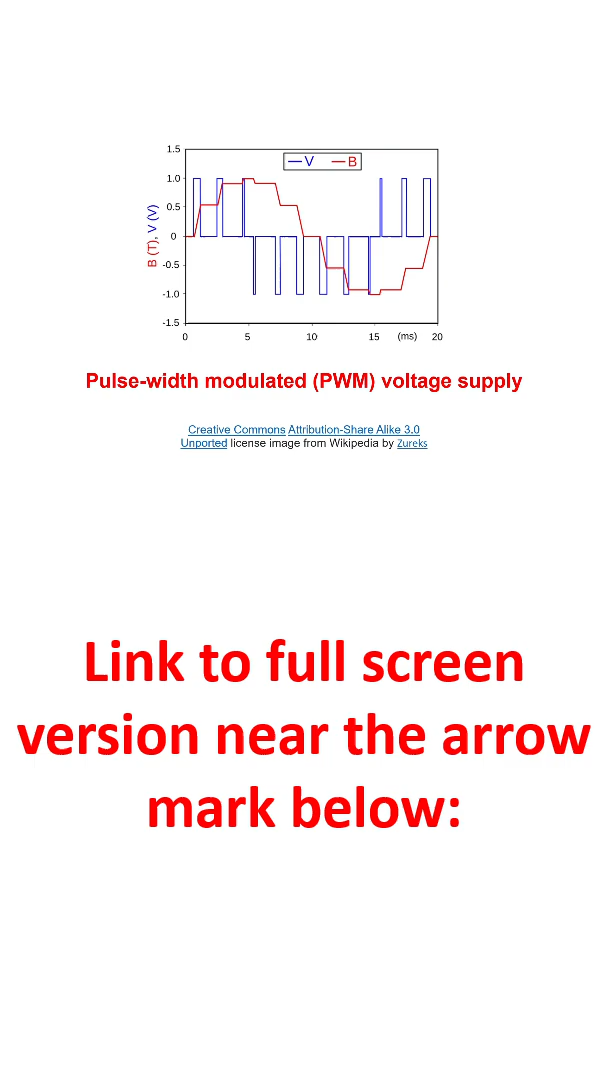 1.5
V
B
1.0
0.5
0
-0.5
-1.0
-1.5
B (T), V (V)
0
5
10
15
(ms)
20
Pulse-width modulated (PWM) voltage supply
Creative Commons Attribution-Share Alike 3.0
Unported license image from Wikipedia by Zureks
Link to full screen
version near the arrow
mark below: